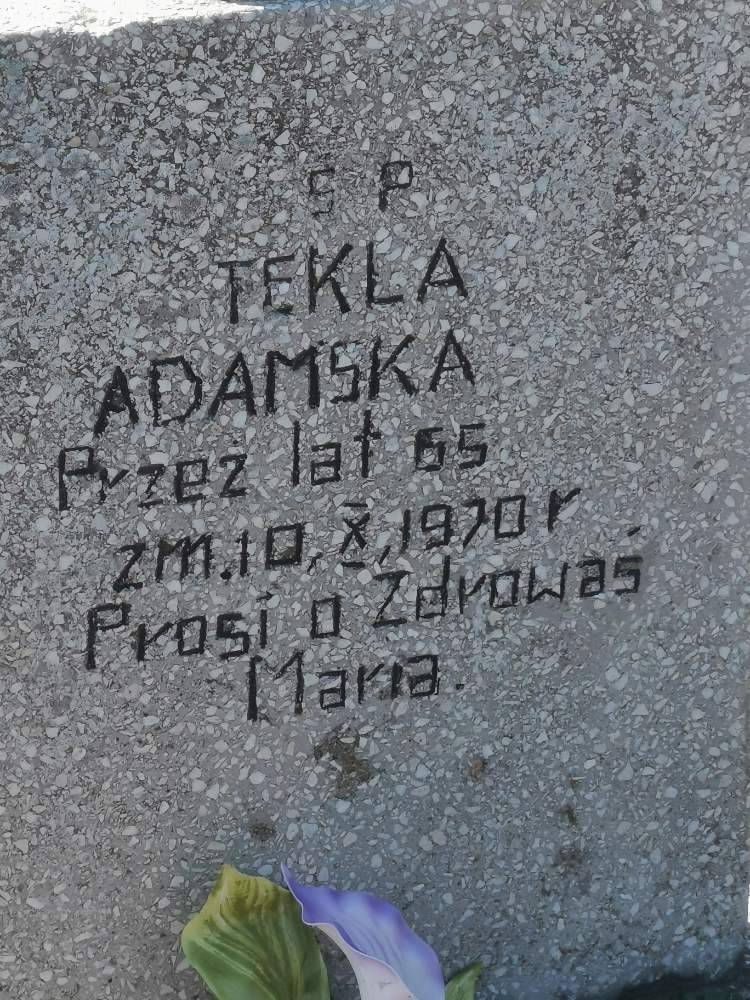 S P
TEKLA
ADAMSKA
Przeż lat 65
zm.10,X,1970 r
Prosi o Zdrowaś
Maria.